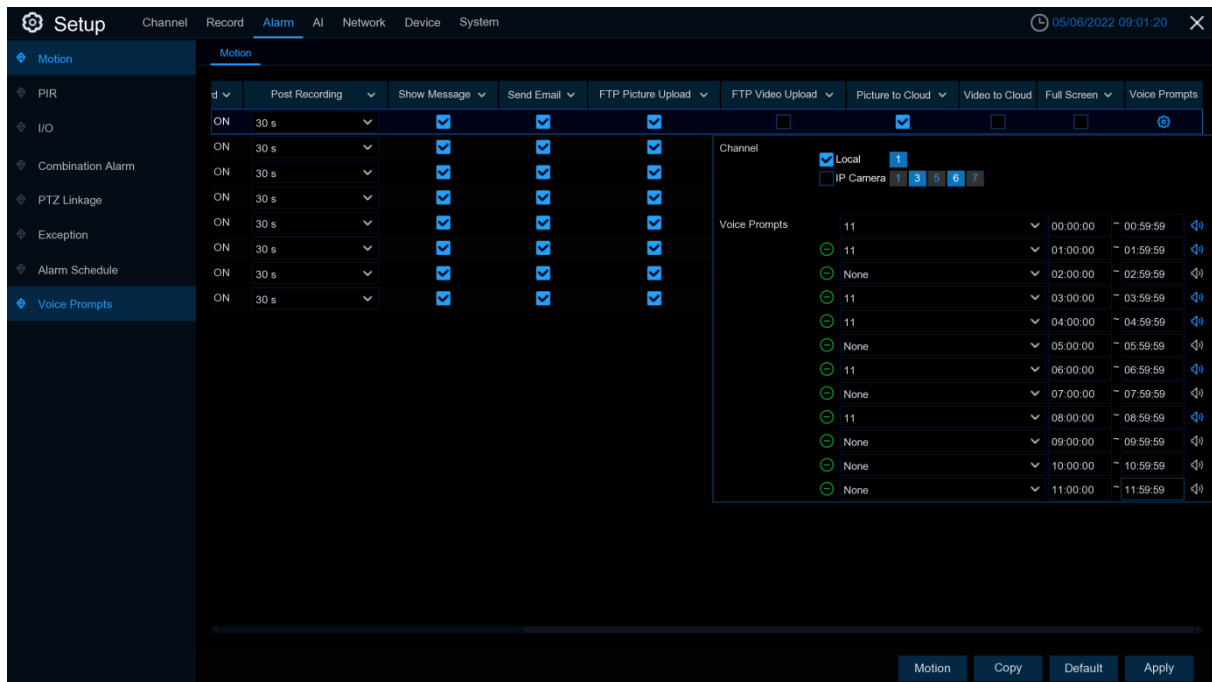 Setup Channel Record Alarm AI Network Device System 05/06/2022 09:01:20
Motion
Motion
PIR
I/O
Combination Alarm
PTZ Linkage
Exception
Alarm Schedule
Voice Prompts
Post Recording Show Message Send Email FTP Picture Upload FTP Video Upload Picture to Cloud Video to Cloud Full Screen Voice Prompts
ON 30 s
ON 30 s
ON 30 s
ON 30 s
ON 30 s
ON 30 s
ON 30 s
ON 30 s
Channel
Local 1
IP Camera 1 3 5 6 7
Voice Prompts 11 00:00:00 ~ 00:59:59
11 01:00:00 ~ 01:59:59
None 02:00:00 ~ 02:59:59
11 03:00:00 ~ 03:59:59
11 04:00:00 ~ 04:59:59
None 05:00:00 ~ 05:59:59
11 06:00:00 ~ 06:59:59
None 07:00:00 ~ 07:59:59
11 08:00:00 ~ 08:59:59
None 09:00:00 ~ 09:59:59
None 10:00:00 ~ 10:59:59
None 11:00:00 ~ 11:59:59
Motion Copy Default Apply